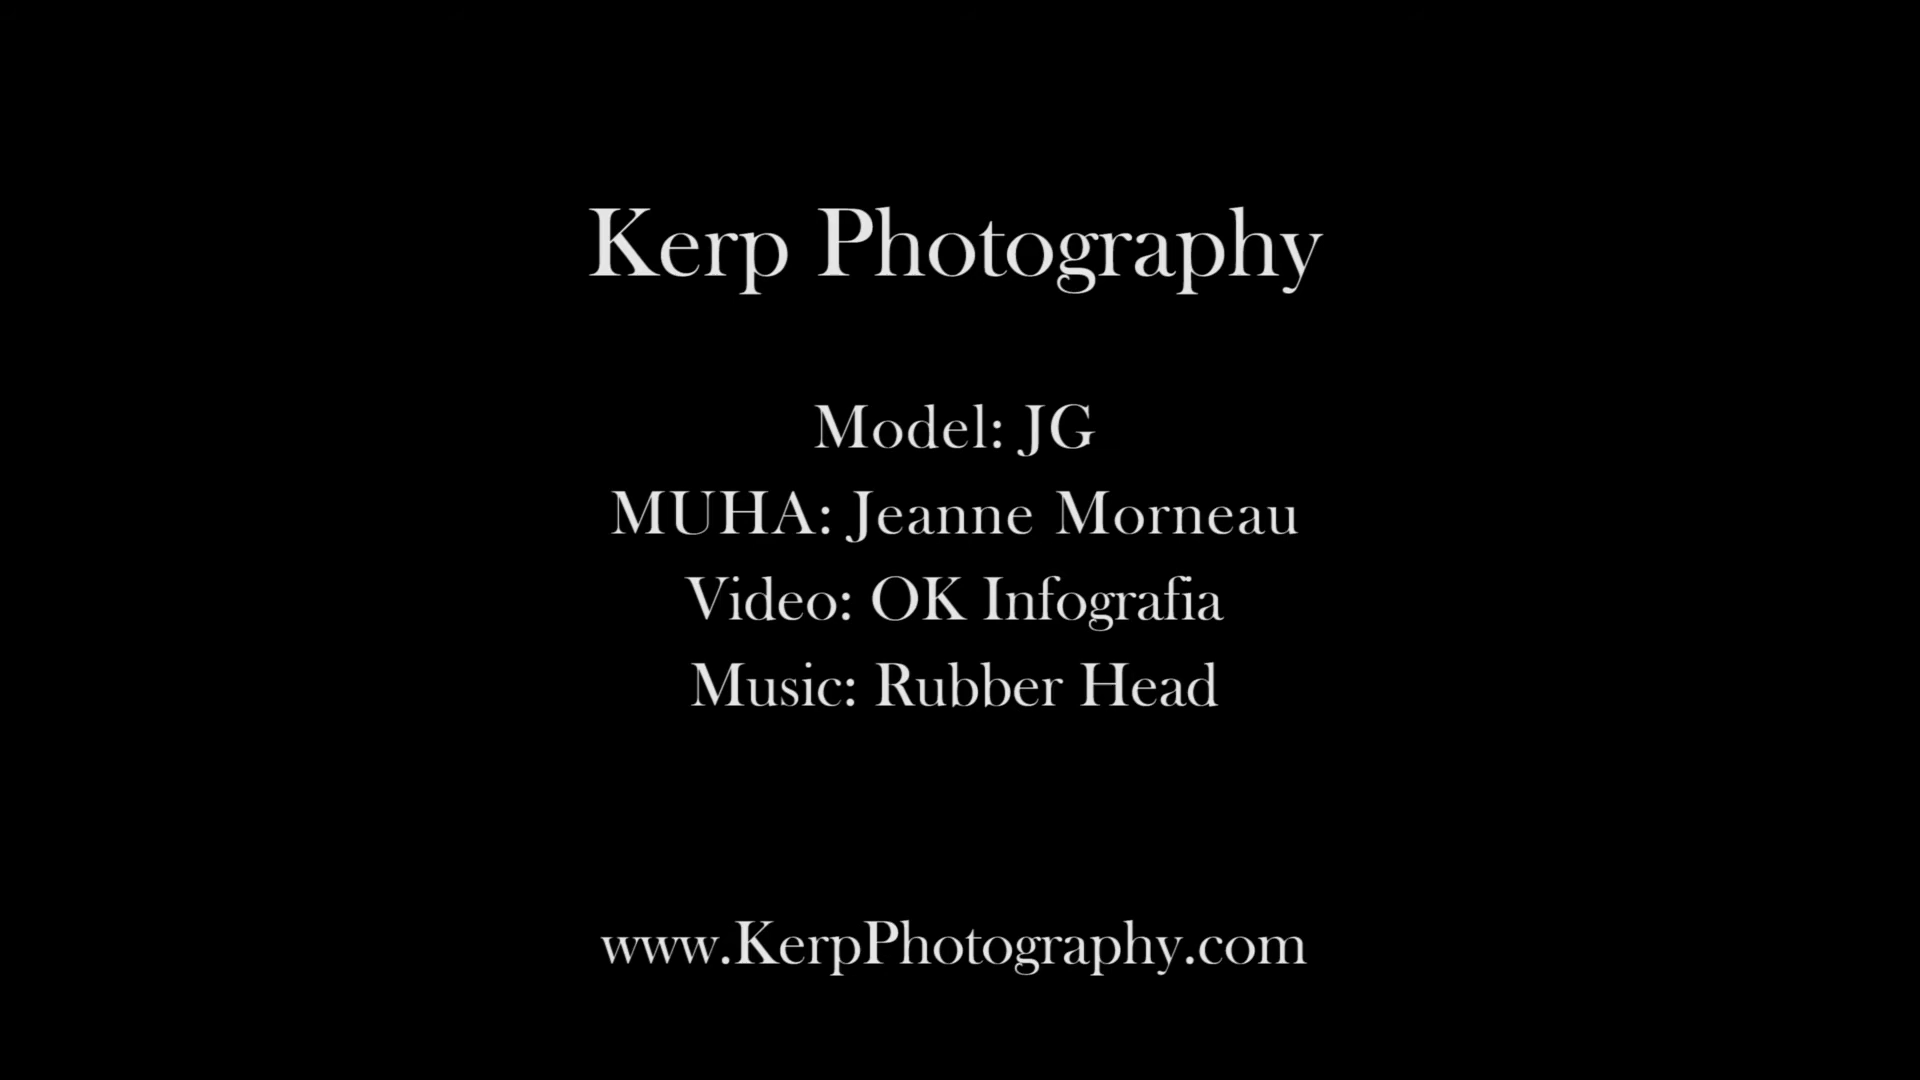 Kerp Photography
Model: JG
MUHA: Jeanne Morneau
Video: OK Infografia
Music: Rubber Head
www.KerpPhotography.com